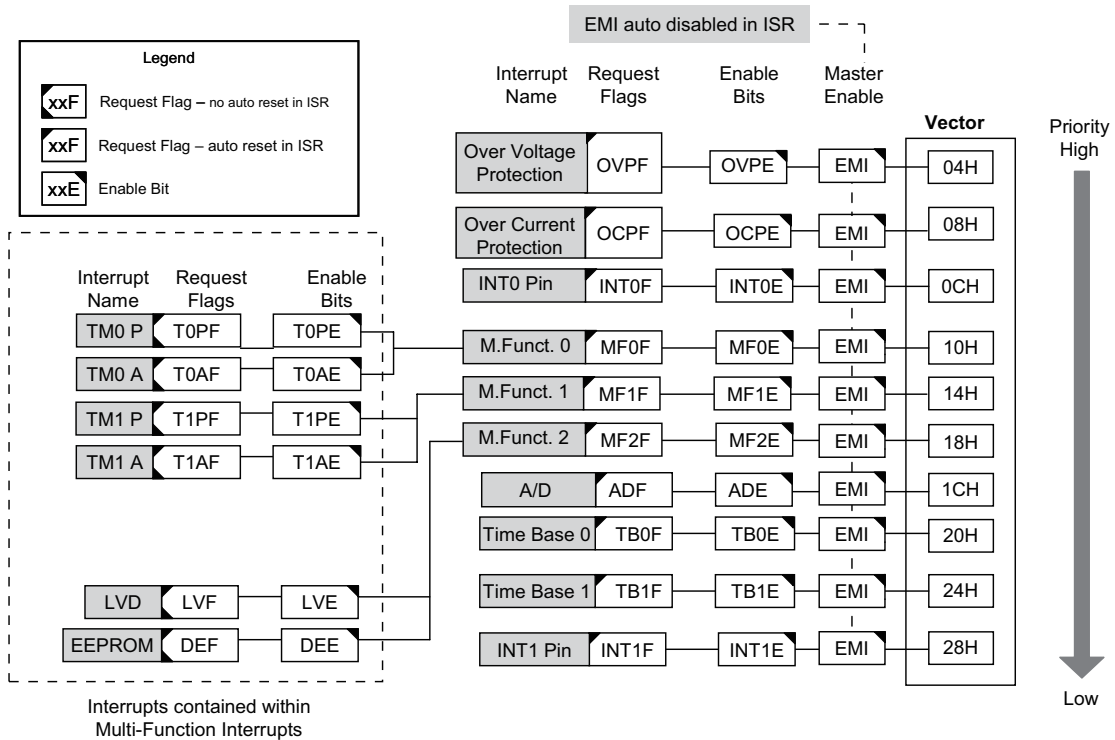 EMI auto disabled in ISR
Legend
xxF Request Flag – no auto reset in ISR
xxF Request Flag – auto reset in ISR
xxE Enable Bit
Interrupt Name
Request Flags
Enable Bits
Master Enable
Vector
Priority High
Over Voltage Protection OVPF OVPE EMI 04H
Over Current Protection OCPF OCPE EMI 08H
INT0 Pin INT0F INT0E EMI 0CH
M.Funct. 0 MF0F MF0E EMI 10H
M.Funct. 1 MF1F MF1E EMI 14H
M.Funct. 2 MF2F MF2E EMI 18H
A/D ADF ADE EMI 1CH
Time Base 0 TB0F TB0E EMI 20H
Time Base 1 TB1F TB1E EMI 24H
INT1 Pin INT1F INT1E EMI 28H
Low
Interrupt Name
Request Flags
Enable Bits
TM0 P T0PF T0PE
TM0 A T0AF T0AE
TM1 P T1PF T1PE
TM1 A T1AF T1AE
LVD LVF LVE
EEPROM DEF DEE
Interrupts contained within
Multi-Function Interrupts